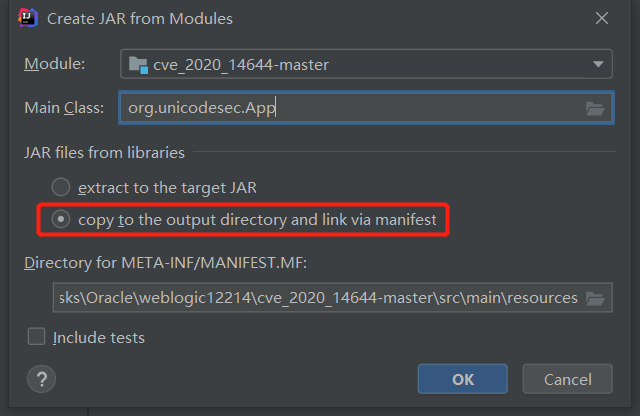 Create JAR from Modules
Module: cve_2020_14644-master
Main Class: org.unicodesec.App
JAR files from libraries
extract to the target JAR
copy to the output directory and link via manifest
Directory for META-INF/MANIFEST.MF:
sks\Oracle\weblogic12214\cve_2020_14644-master\src\main\resources
Include tests
? OK Cancel